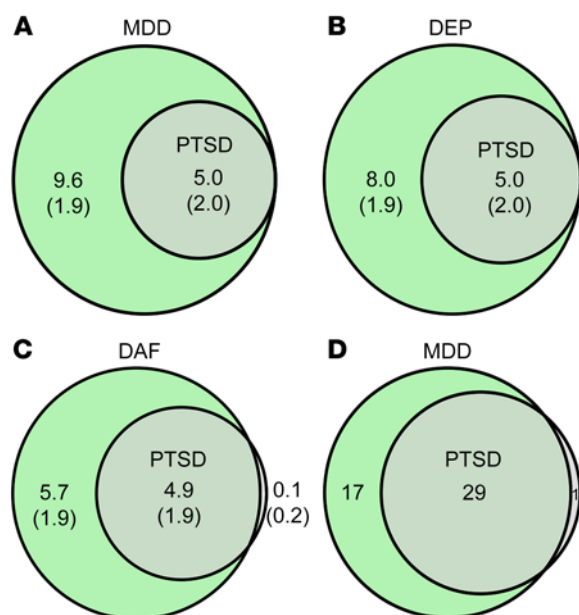 A MDD
PTSD
9.6 5.0
(1.9) (2.0)
B DEP
PTSD
8.0 5.0
(1.9) (2.0)
C DAF
PTSD
5.7 4.9 0.1
(1.9) (1.9) (0.2)
D MDD
PTSD
17 29 1